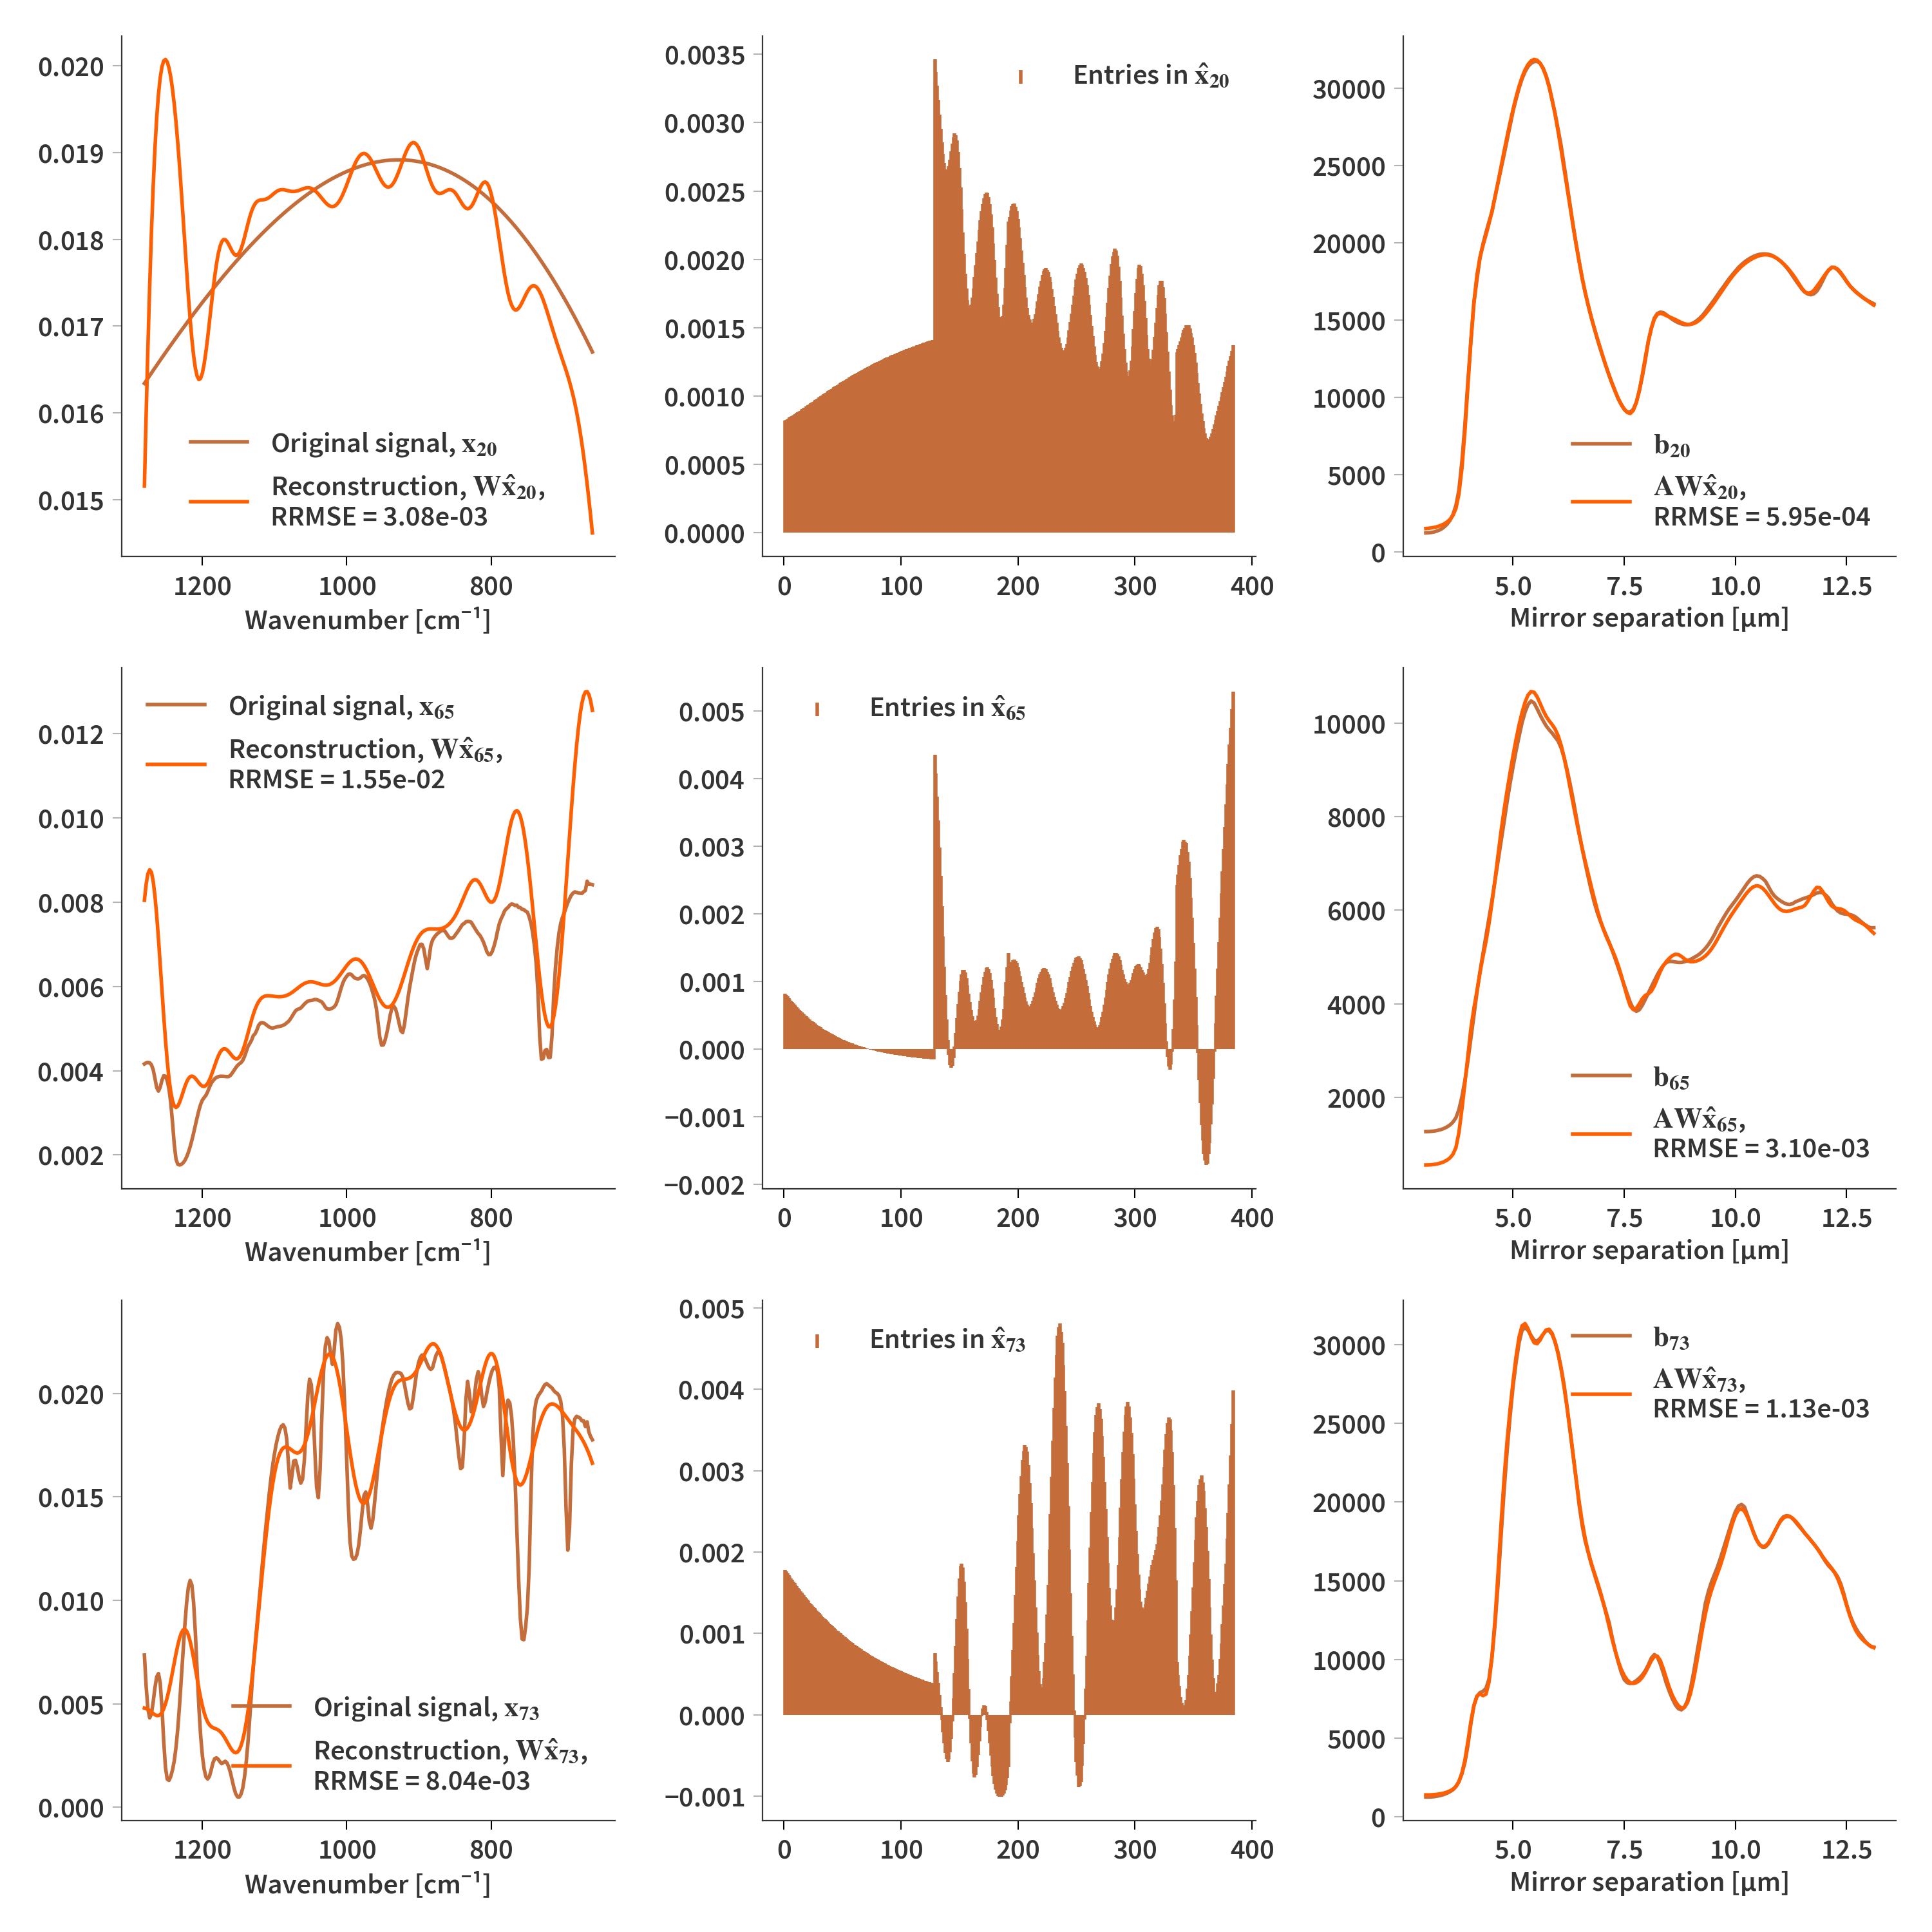 0.020
0.019
0.018
0.017
0.016
0.015
Original signal, x₂₀
Reconstruction, Wx̂₂₀,
RRMSE = 3.08e-03
1200 1000 800
Wavenumber [cm⁻¹]
0.0035
0.0030
0.0025
0.0020
0.0015
0.0010
0.0005
0.0000
Entries in x̂₂₀
0 100 200 300 400
30000
25000
20000
15000
10000
5000
0
b₂₀
AWx̂₂₀,
RRMSE = 5.95e-04
5.0 7.5 10.0 12.5
Mirror separation [µm]
0.012
0.010
0.008
0.006
0.004
0.002
Original signal, x₆₅
Reconstruction, Wx̂₆₅,
RRMSE = 1.55e-02
1200 1000 800
Wavenumber [cm⁻¹]
0.005
0.004
0.003
0.002
0.001
0.000
−0.001
−0.002
Entries in x̂₆₅
0 100 200 300 400
10000
8000
6000
4000
2000
b₆₅
AWx̂₆₅,
RRMSE = 3.10e-03
5.0 7.5 10.0 12.5
Mirror separation [µm]
0.020
0.015
0.010
0.005
0.000
Original signal, x₇₃
Reconstruction, Wx̂₇₃,
RRMSE = 8.04e-03
1200 1000 800
Wavenumber [cm⁻¹]
0.005
0.004
0.003
0.002
0.001
0.000
−0.001
Entries in x̂₇₃
0 100 200 300 400
30000
25000
20000
15000
10000
5000
0
b₇₃
AWx̂₇₃,
RRMSE = 1.13e-03
5.0 7.5 10.0 12.5
Mirror separation [µm]